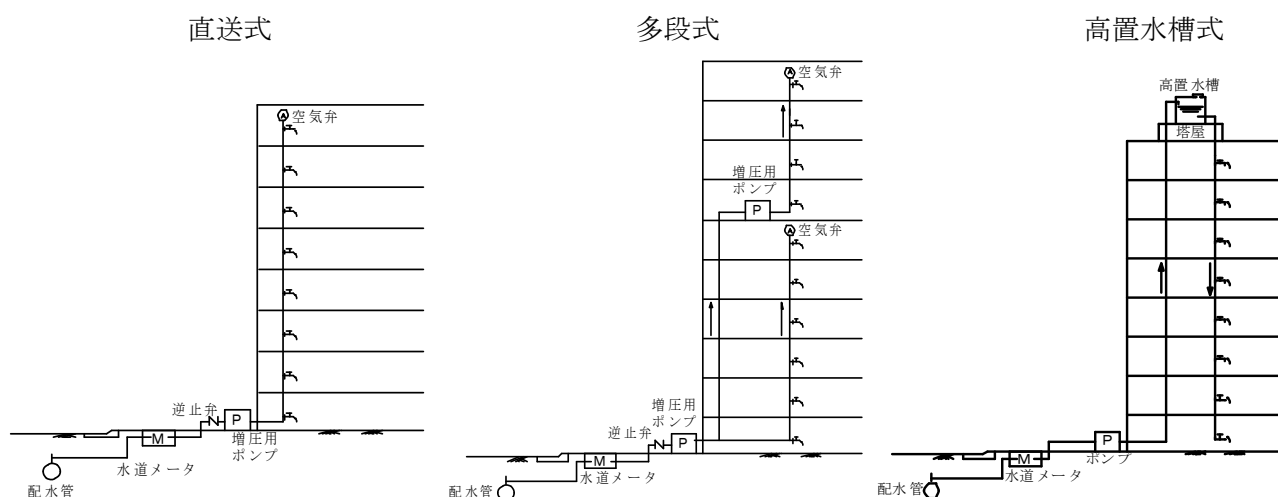 直送式
空気弁
逆止弁
P
増圧用
ポンプ
M
水道メータ
配水管
多段式
A
空気弁
増圧用
ポンプ
P
A
空気弁
増圧用
ポンプ
逆止弁
P
M
水道メータ
配水管
高置水槽式
高置水槽
塔屋
P
ポンプ
M
水道メータ
配水管